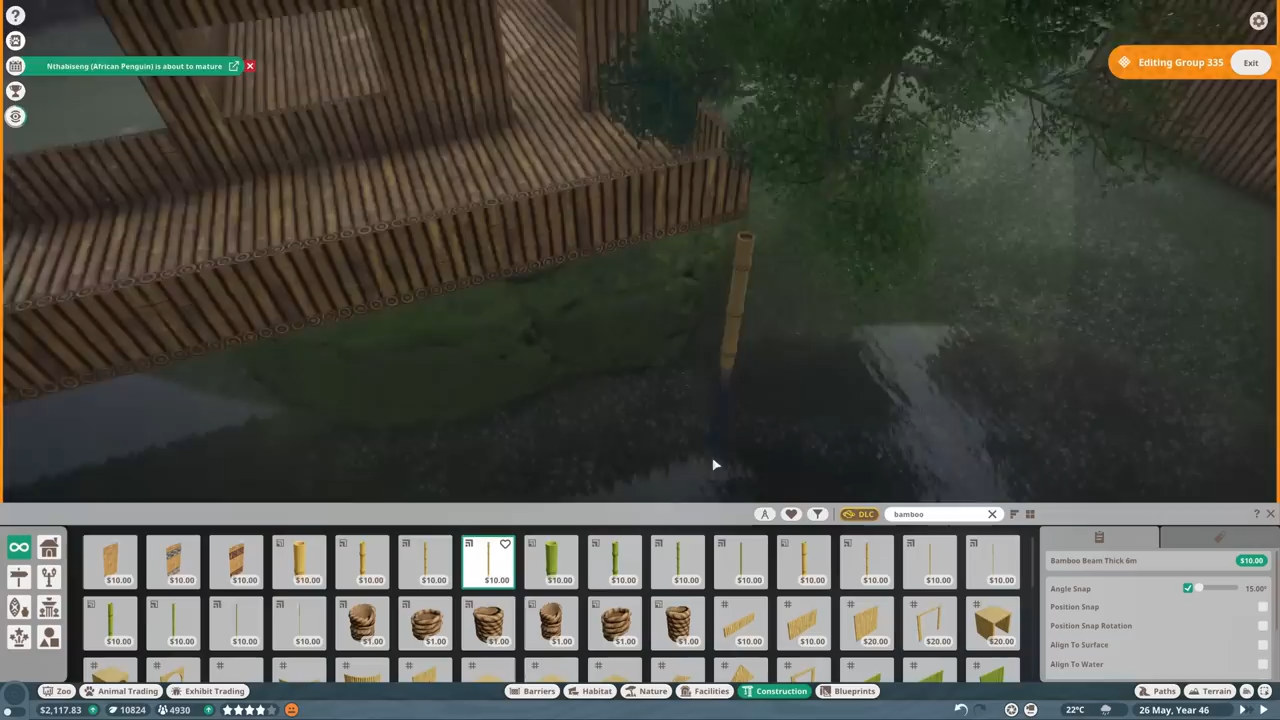 ?
Nthabiseng (African Penguin) is about to mature
Editing Group 335
Exit
DLC
bamboo
?
$10.00 $10.00 $10.00 $10.00 $10.00 $10.00 $10.00 $10.00 $10.00 $10.00 $10.00 $10.00 $10.00 $10.00 $10.00
$10.00 $10.00 $10.00 $10.00 $1.00 $1.00 $1.00 $1.00 $1.00 $1.00 $10.00 $10.00 $20.00 $20.00 $20.00
Bamboo Beam Thick 6m
$10.00
Angle Snap
15.00°
Position Snap
Position Snap Rotation
Align To Surface
Align To Water
Zoo
Animal Trading
Exhibit Trading
Barriers
Habitat
Nature
Facilities
Construction
Blueprints
Paths
Terrain
$2,117.83
10824
4930
22°C
26 May, Year 46